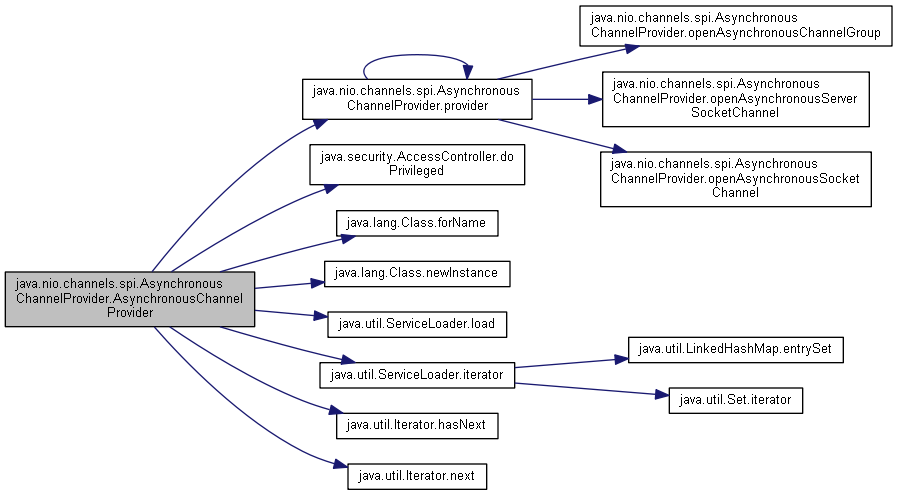 java.nio.channels.spi.Asynchronous
ChannelProvider.openAsynchronousChannelGroup
java.nio.channels.spi.Asynchronous
ChannelProvider.provider
java.nio.channels.spi.Asynchronous
ChannelProvider.openAsynchronousServer
SocketChannel
java.security.AccessController.do
Privileged
java.nio.channels.spi.Asynchronous
ChannelProvider.openAsynchronousSocket
Channel
java.lang.Class.forName
java.lang.Class.newInstance
java.nio.channels.spi.Asynchronous
ChannelProvider.AsynchronousChannel
Provider
java.util.ServiceLoader.load
java.util.LinkedHashMap.entrySet
java.util.ServiceLoader.iterator
java.util.Set.iterator
java.util.Iterator.hasNext
java.util.Iterator.next